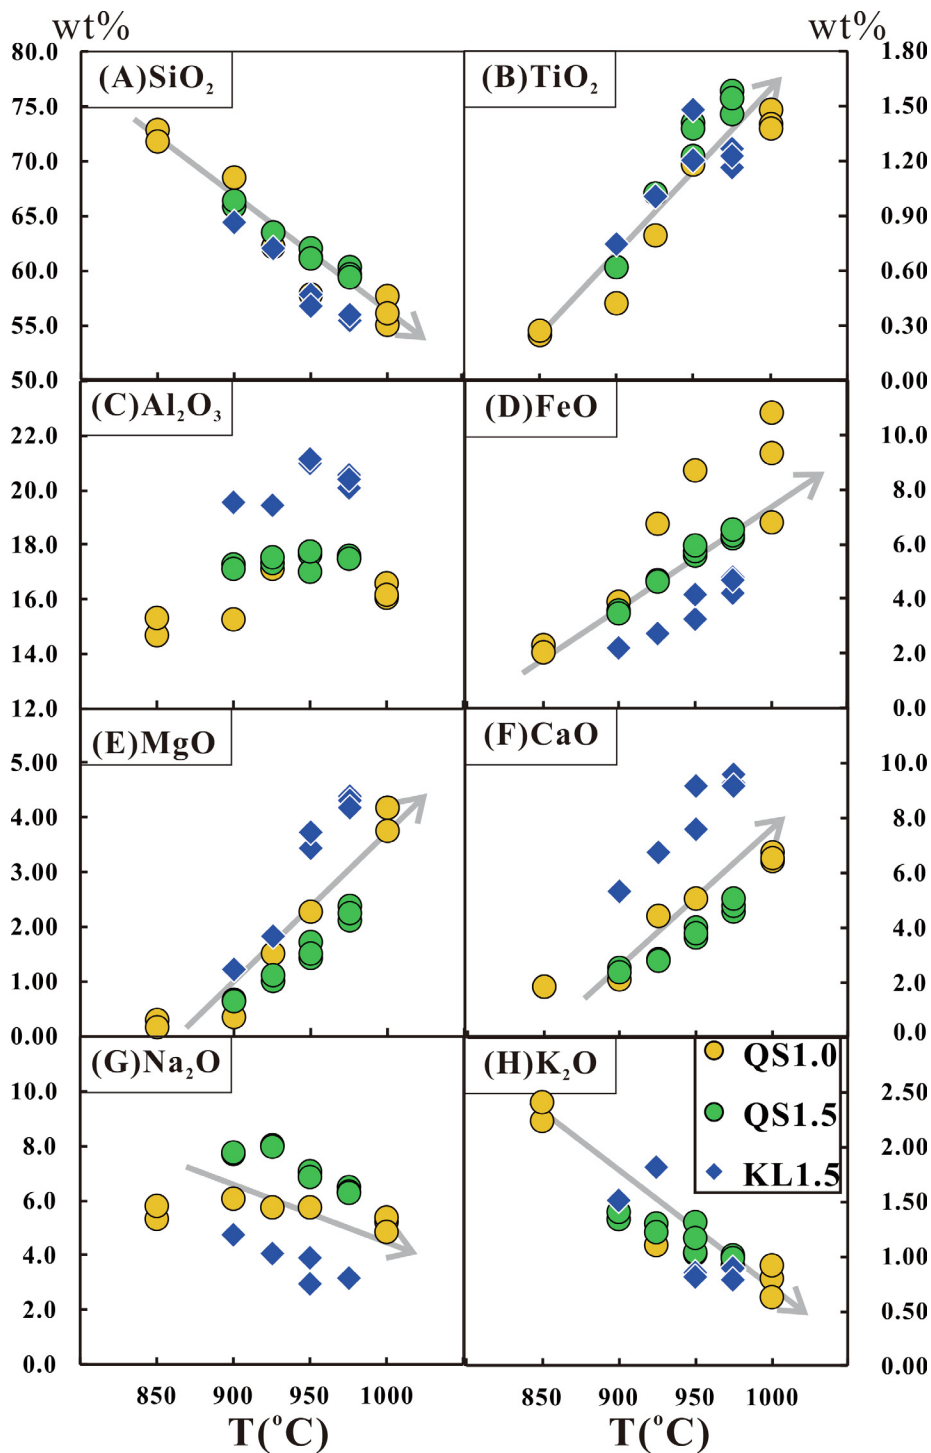 wt%
wt%
80.0
75.0
70.0
65.0
60.0
55.0
50.0
(A)SiO₂
(B)TiO₂
1.80
1.50
1.20
0.90
0.60
0.30
0.00
(C)Al₂O₃
22.0
20.0
18.0
16.0
14.0
12.0
(D)FeO
10.0
8.0
6.0
4.0
2.0
0.0
(E)MgO
5.00
4.00
3.00
2.00
1.00
0.00
(F)CaO
10.0
8.0
6.0
4.0
2.0
0.0
(G)Na₂O
10.0
8.0
6.0
4.0
2.0
0.0
(H)K₂O
QS1.0
QS1.5
KL1.5
2.50
2.00
1.50
1.00
0.50
0.00
850 900 950 1000
850 900 950 1000
T(°C)
T(°C)